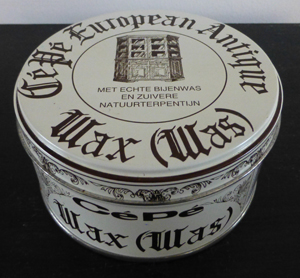 CéPé European Antique
MET ECHTE BIJENWAS
EN ZUIVERE
NATUURTERPENTIJN
Wax (Was)
CéPé
Wax (Was)